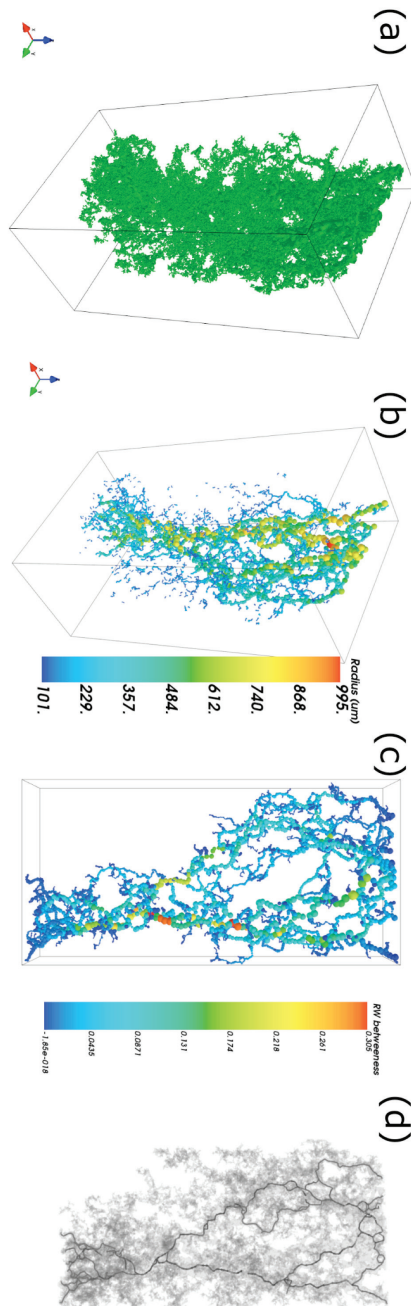 (a)
(b)
Radius (um)
995.
868.
740.
612.
484.
357.
229.
101.
(c)
RW betweeness
0.305
0.261
0.218
0.174
0.131
0.0871
0.0435
-1.85e-018
(d)